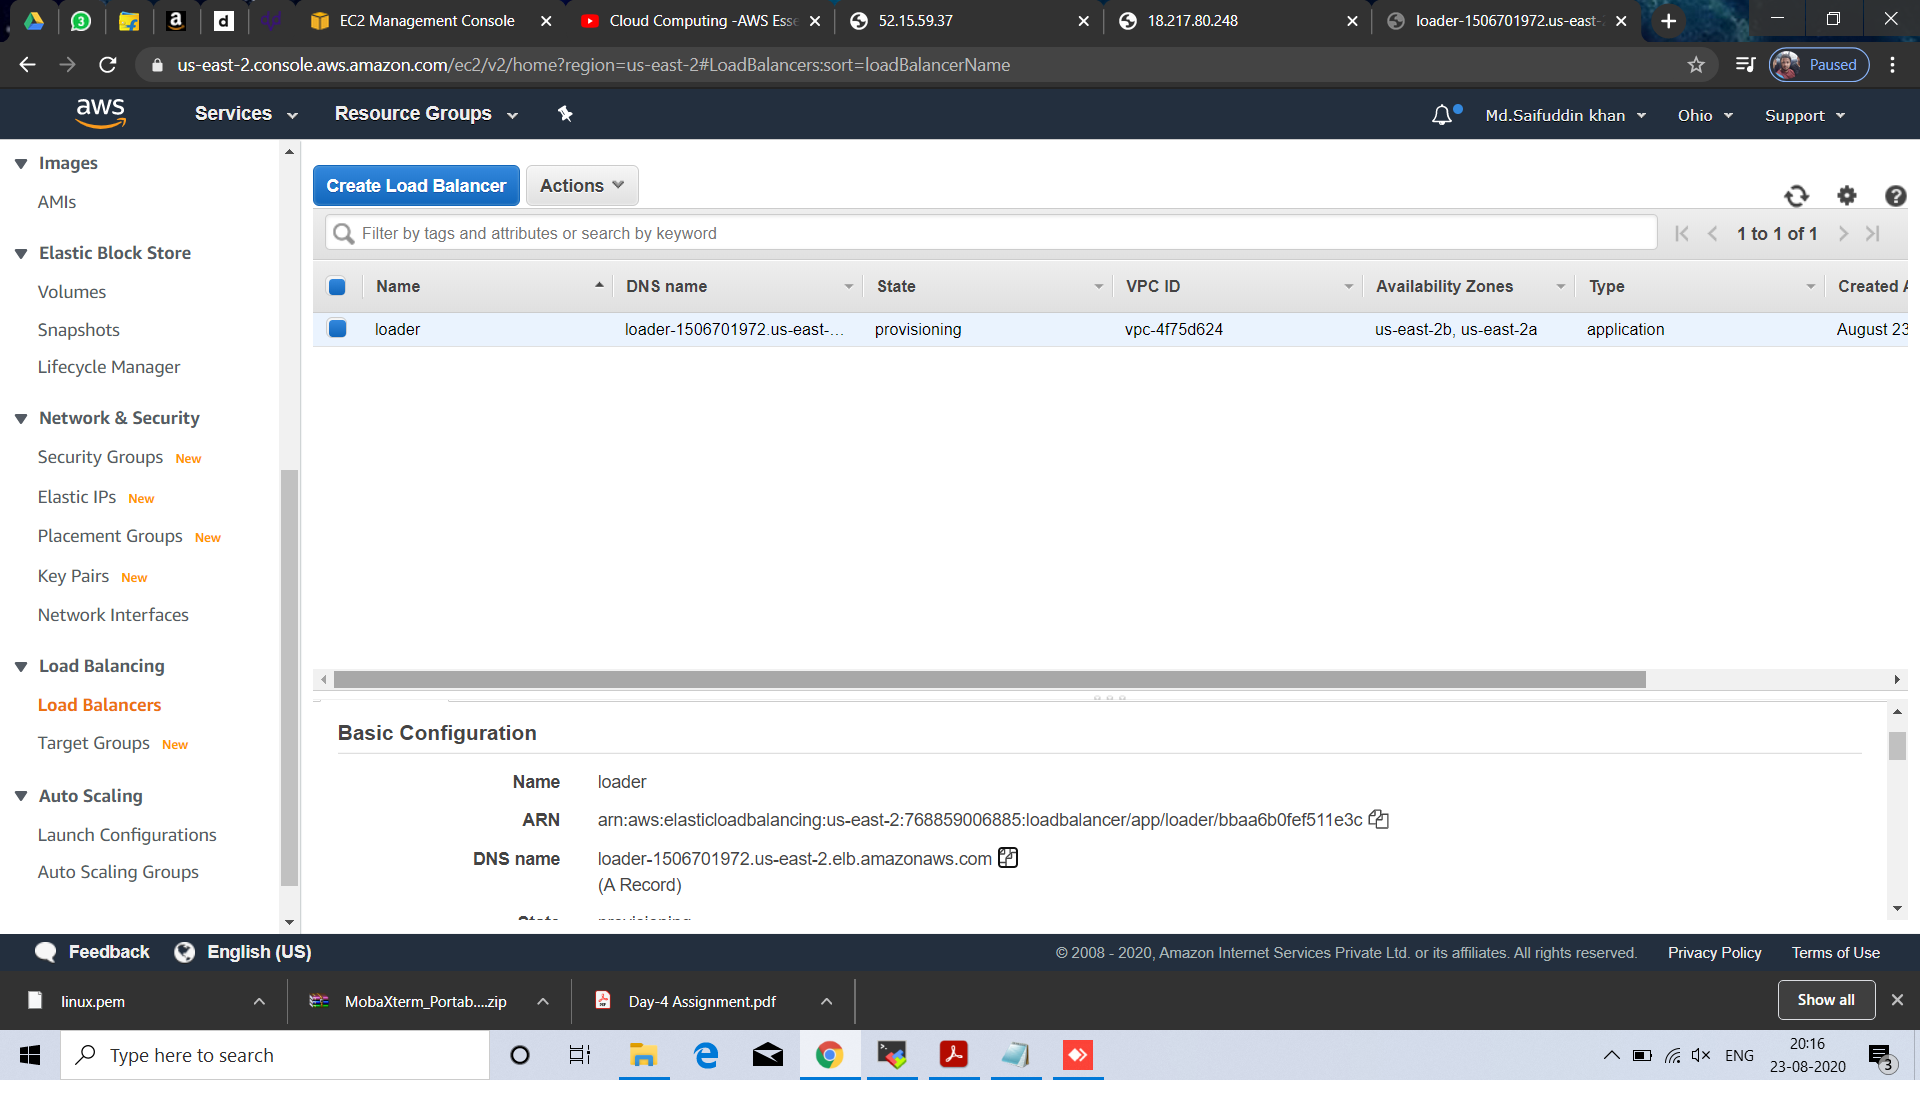 EC2 Management Console
Cloud Computing -AWS Esse
52.15.59.37
18.217.80.248
loader-1506701972.us-east-
us-east-2.console.aws.amazon.com/ec2/v2/home?region=us-east-2#LoadBalancers:sort=loadBalancerName
Paused
aws
Services
Resource Groups
Md.Saifuddin khan
Ohio
Support
Images
AMIs
Elastic Block Store
Volumes
Snapshots
Lifecycle Manager
Network & Security
Security Groups New
Elastic IPs New
Placement Groups New
Key Pairs New
Network Interfaces
Load Balancing
Load Balancers
Target Groups New
Auto Scaling
Launch Configurations
Auto Scaling Groups
Create Load Balancer
Actions
Filter by tags and attributes or search by keyword
1 to 1 of 1
Name DNS name State VPC ID Availability Zones Type Created A
loader loader-1506701972.us-east-... provisioning vpc-4f75d624 us-east-2b, us-east-2a application August 23
Basic Configuration
Name loader
ARN arn:aws:elasticloadbalancing:us-east-2:768859006885:loadbalancer/app/loader/bbaa6b0fef511e3c
DNS name loader-1506701972.us-east-2.elb.amazonaws.com
(A Record)
State provisioning
Feedback
English (US)
© 2008 - 2020, Amazon Internet Services Private Ltd. or its affiliates. All rights reserved.
Privacy Policy
Terms of Use
linux.pem
MobaXterm_Portab....zip
Day-4 Assignment.pdf
Show all
Type here to search
ENG
20:16
23-08-2020
3